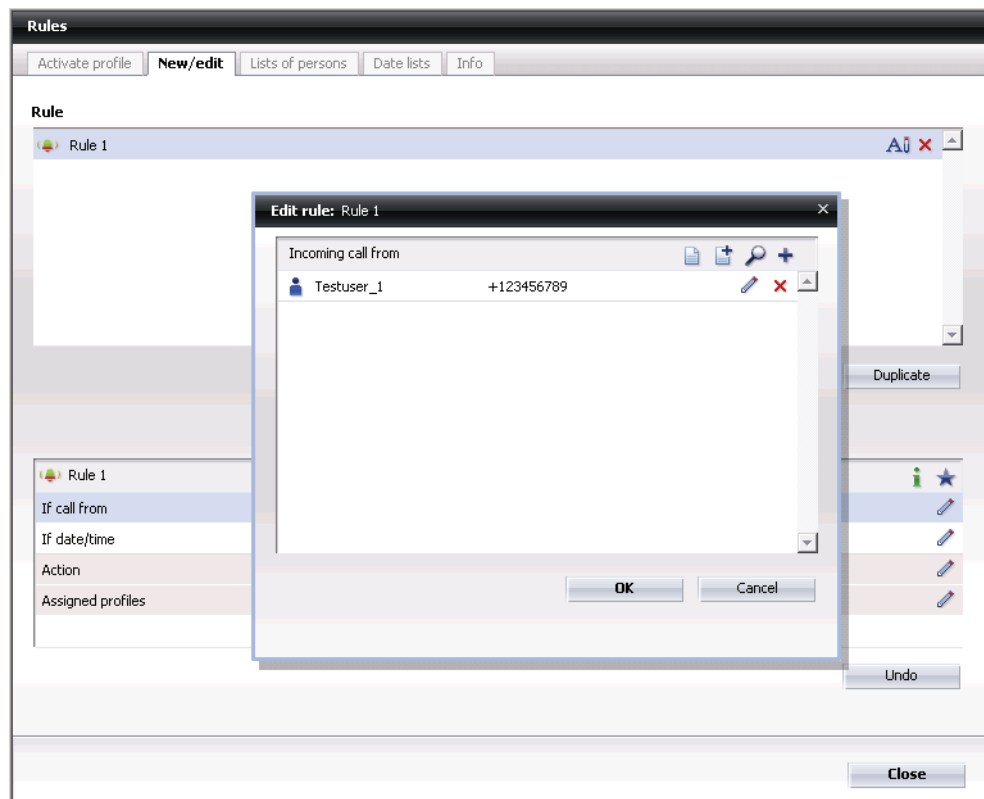 Rules
Activate profile New/edit Lists of persons Date lists Info
Rule
Rule 1
Edit rule: Rule 1
Incoming call from
Testuser_1 +123456789
Duplicate
Rule 1
If call from
If date/time
Action
Assigned profiles
OK Cancel
Undo
Close